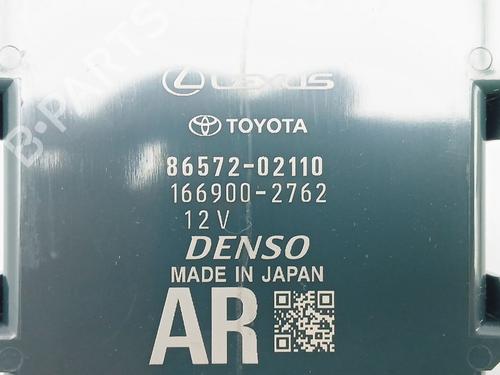 B-PARTS
LEXUS
TOYOTA
86572-02110
166900-2762
12V
DENSO
MADE IN JAPAN
AR